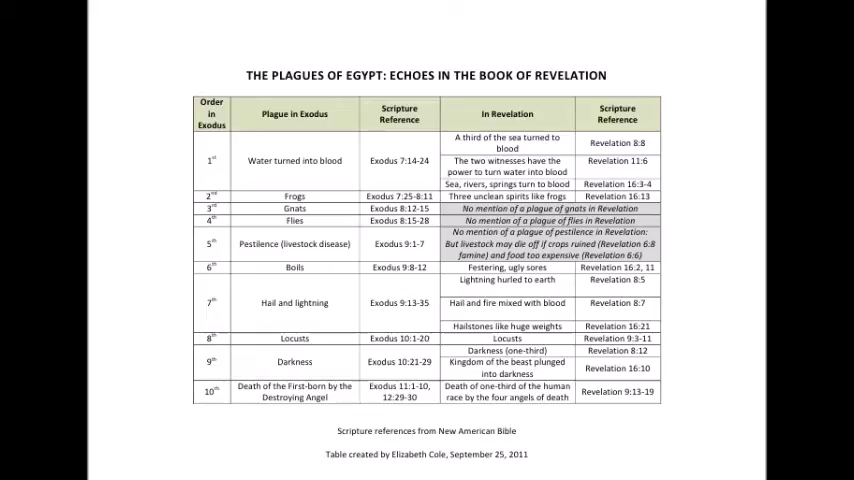 THE PLAGUES OF EGYPT: ECHOES IN THE BOOK OF REVELATION
Order in Exodus | Plague in Exodus | Scripture Reference | In Revelation | Scripture Reference
1st | Water turned into blood | Exodus 7:14-24 | A third of the sea turned to blood | Revelation 8:8
The two witnesses have the power to turn water into blood | Revelation 11:6
Sea, rivers, springs turn to blood | Revelation 16:3-4
2nd | Frogs | Exodus 7:25-8:11 | Three unclean spirits like frogs | Revelation 16:13
3rd | Gnats | Exodus 8:12-15 | No mention of a plague of gnats in Revelation
4th | Flies | Exodus 8:15-28 | No mention of a plague of flies in Revelation
5th | Pestilence (livestock disease) | Exodus 9:1-7 | No mention of a plague of pestilence in Revelation: But livestock may die off if crops ruined (Revelation 6:8 famine) and food too expensive (Revelation 6:6)
6th | Boils | Exodus 9:8-12 | Festering, ugly sores | Revelation 16:2, 11
7th | Hail and lightning | Exodus 9:13-35 | Lightning hurled to earth | Revelation 8:5
Hail and fire mixed with blood | Revelation 8:7
Hailstones like huge weights | Revelation 16:21
8th | Locusts | Exodus 10:1-20 | Locusts | Revelation 9:3-11
9th | Darkness | Exodus 10:21-29 | Darkness (one-third) | Revelation 8:12
Kingdom of the beast plunged into darkness | Revelation 16:10
10th | Death of the First-born by the Destroying Angel | Exodus 11:1-10, 12:29-30 | Death of one-third of the human race by the four angels of death | Revelation 9:13-19
Scripture references from New American Bible
Table created by Elizabeth Cole, September 25, 2011